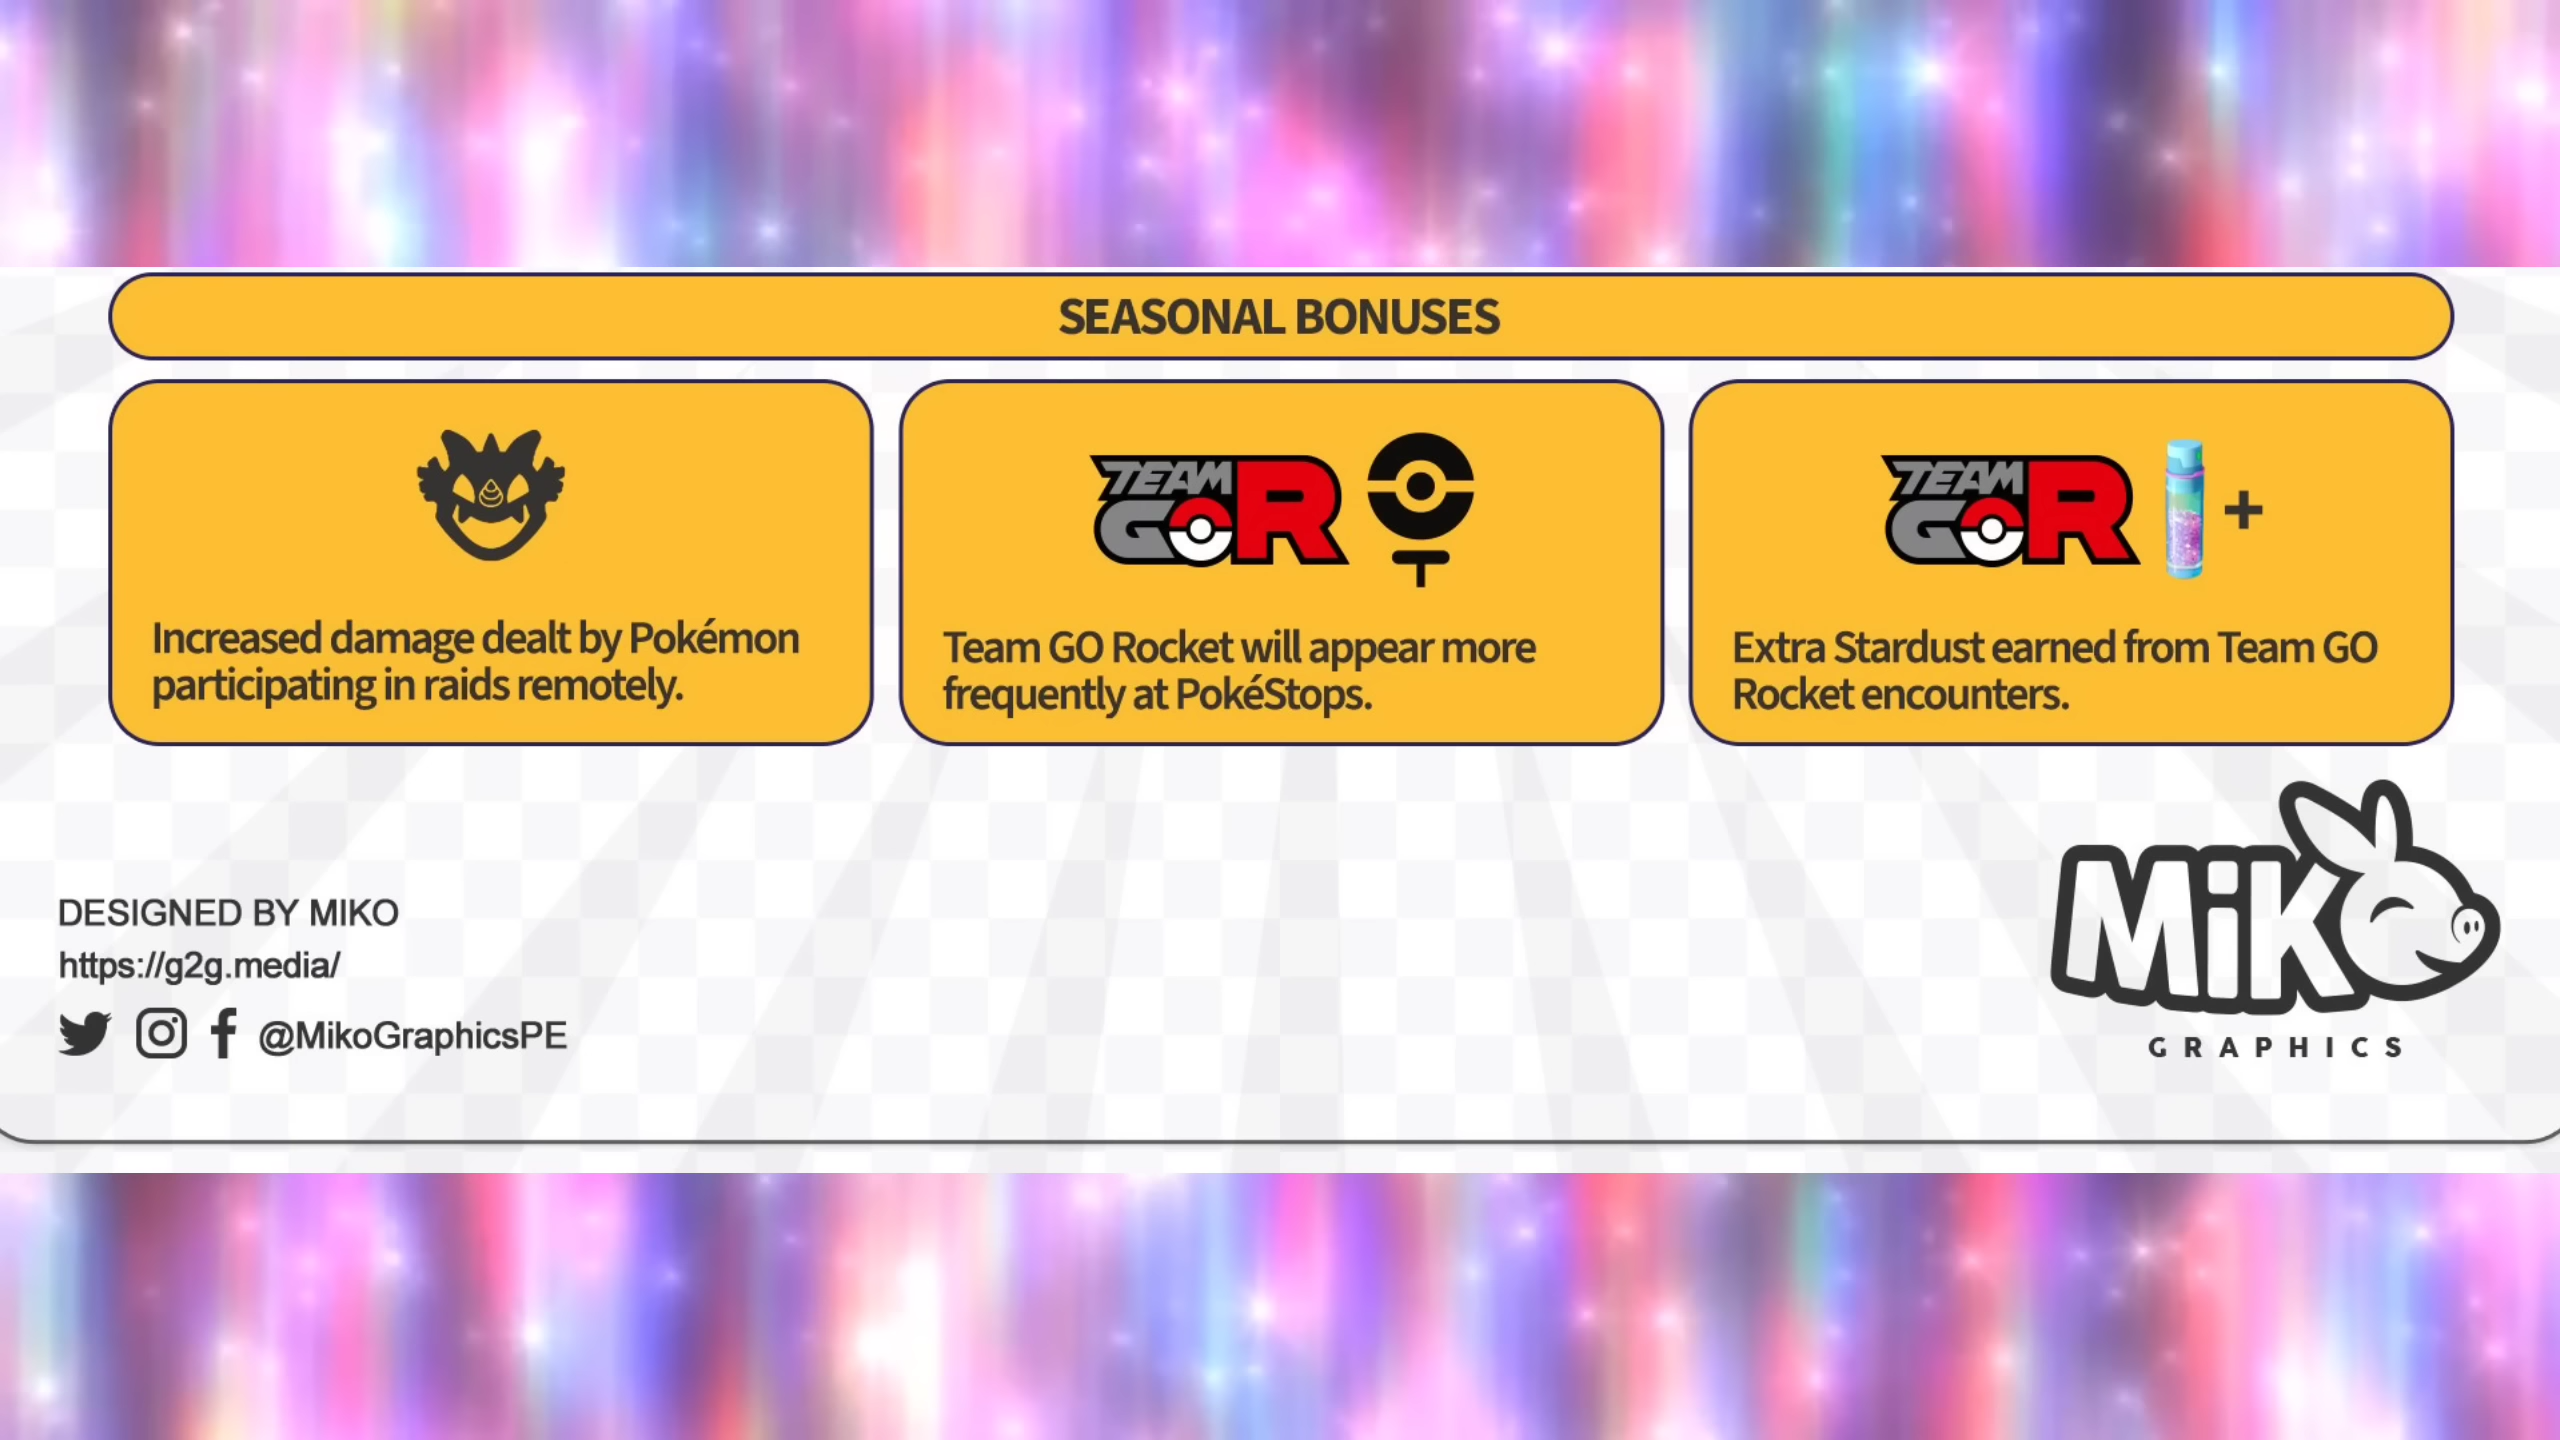 SEASONAL BONUSES
Increased damage dealt by Pokémon
participating in raids remotely.
TEAM
GO R
Team GO Rocket will appear more
frequently at PokéStops.
TEAM
GO R
+
Extra Stardust earned from Team GO
Rocket encounters.
DESIGNED BY MIKO
https://g2g.media/
@MikoGraphicsPE
MiKO
GRAPHICS